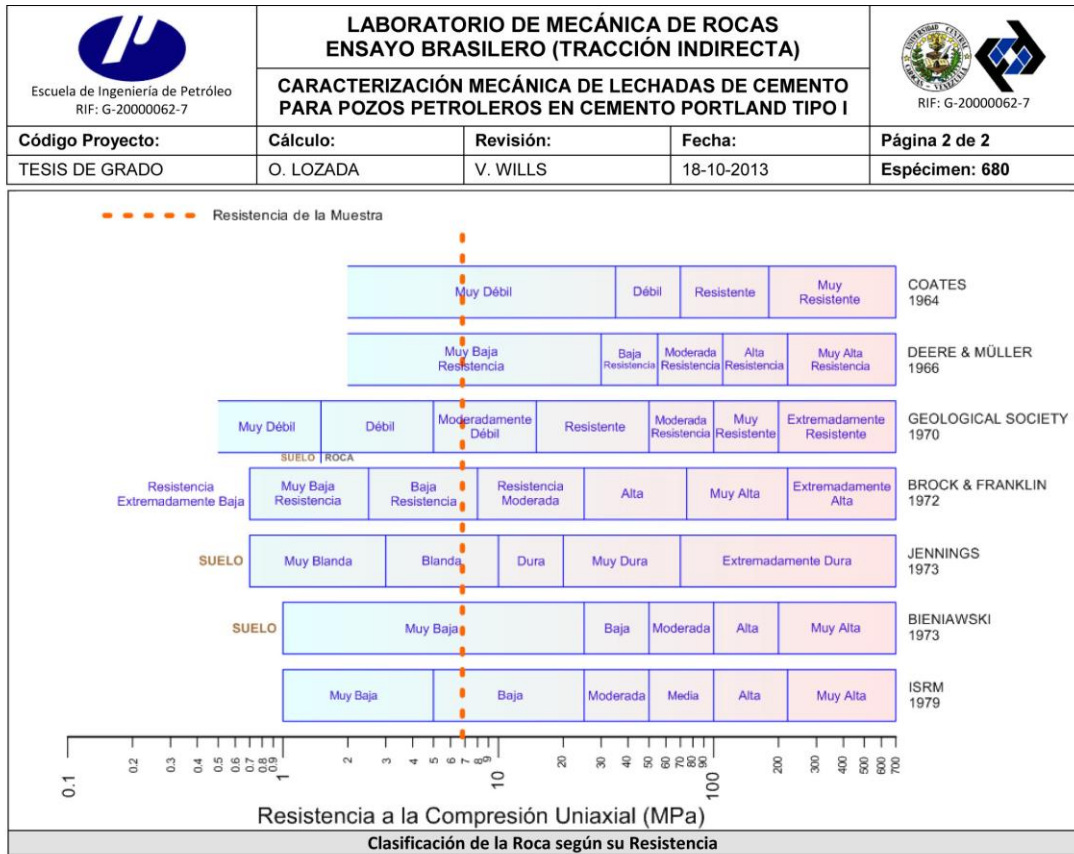 Escuela de Ingeniería de Petróleo
RIF: G-20000062-7
LABORATORIO DE MECÁNICA DE ROCAS
ENSAYO BRASILERO (TRACCIÓN INDIRECTA)
CARACTERIZACIÓN MECÁNICA DE LECHADAS DE CEMENTO
PARA POZOS PETROLEROS EN CEMENTO PORTLAND TIPO I
RIF: G-20000062-7
Código Proyecto: Cálculo: Revisión: Fecha: Página 2 de 2
TESIS DE GRADO O. LOZADA V. WILLS 18-10-2013 Espécimen: 680
Resistencia de la Muestra
Muy Débil Débil Resistente Muy
Resistente
COATES
1964
Muy Baja
Resistencia
Baja
Resistencia
Moderada
Resistencia
Alta
Resistencia
Muy Alta
Resistencia
DEERE & MÜLLER
1966
Muy Débil Débil Moderadamente
Débil
Resistente
Moderada
Resistencia
Muy
Resistente
Extremadamente
Resistente
GEOLOGICAL SOCIETY
1970
SUELO ROCA
Resistencia
Extremadamente Baja
Muy Baja
Resistencia
Baja
Resistencia
Resistencia
Moderada
Alta Muy Alta Extremadamente
Alta
BROCK & FRANKLIN
1972
SUELO Muy Blanda Blanda Dura Muy Dura Extremadamente Dura
JENNINGS
1973
SUELO Muy Baja Baja Moderada Alta Muy Alta
BIENIAWSKI
1973
Muy Baja Baja Moderada Media Alta Muy Alta
ISRM
1979
0.1 0.2 0.3 0.4 0.5 0.6 0.7 0.8 0.9 1 2 3 4 5 6 7 8 9 10 20 30 40 50 60 70 80 90 100 200 300 400 500 600 700
Resistencia a la Compresión Uniaxial (MPa)
Clasificación de la Roca según su Resistencia